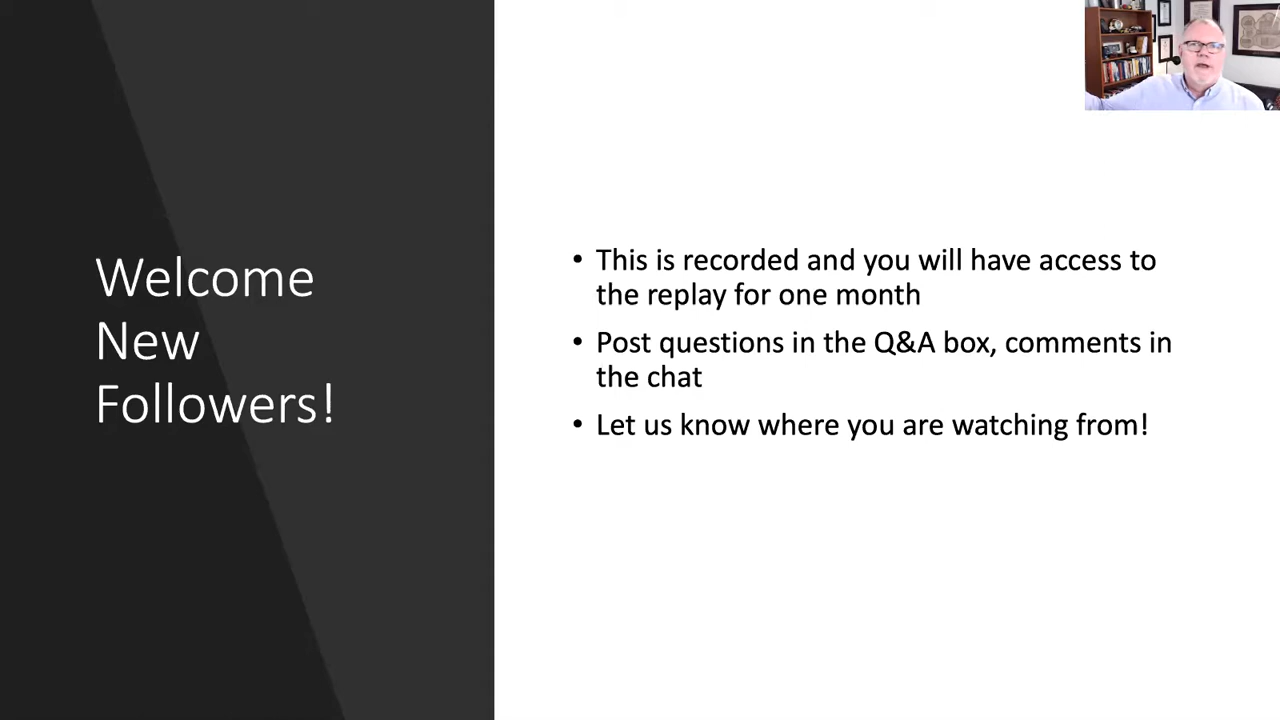 Welcome
New
Followers!
• This is recorded and you will have access to
the replay for one month
• Post questions in the Q&A box, comments in
the chat
• Let us know where you are watching from!